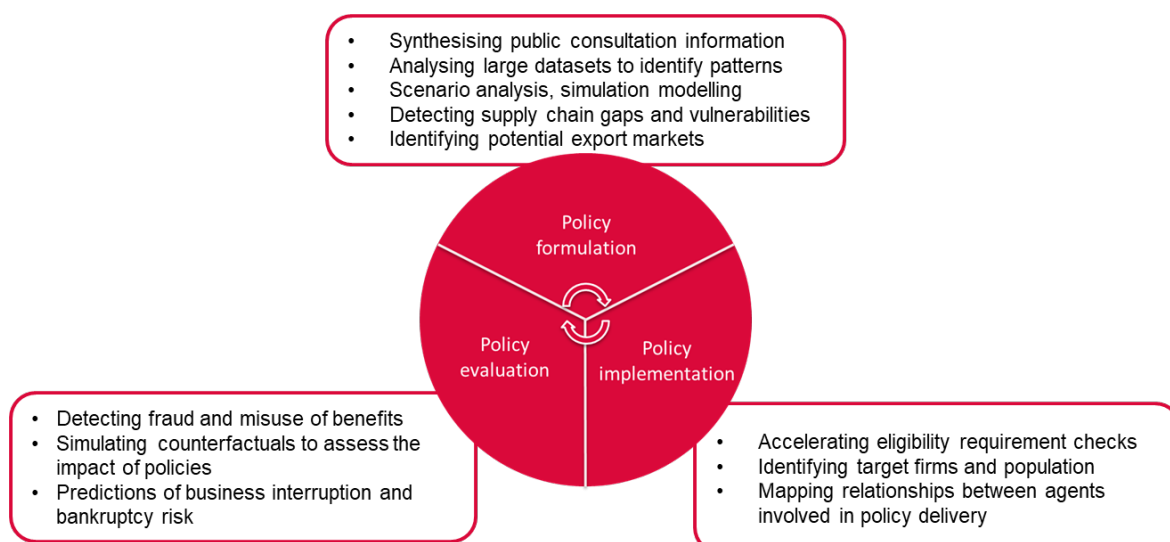 • Synthesising public consultation information
• Analysing large datasets to identify patterns
• Scenario analysis, simulation modelling
• Detecting supply chain gaps and vulnerabilities
• Identifying potential export markets
Policy
formulation
Policy
evaluation
Policy
implementation
• Detecting fraud and misuse of benefits
• Simulating counterfactuals to assess the
impact of policies
• Predictions of business interruption and
bankruptcy risk
• Accelerating eligibility requirement checks
• Identifying target firms and population
• Mapping relationships between agents
involved in policy delivery